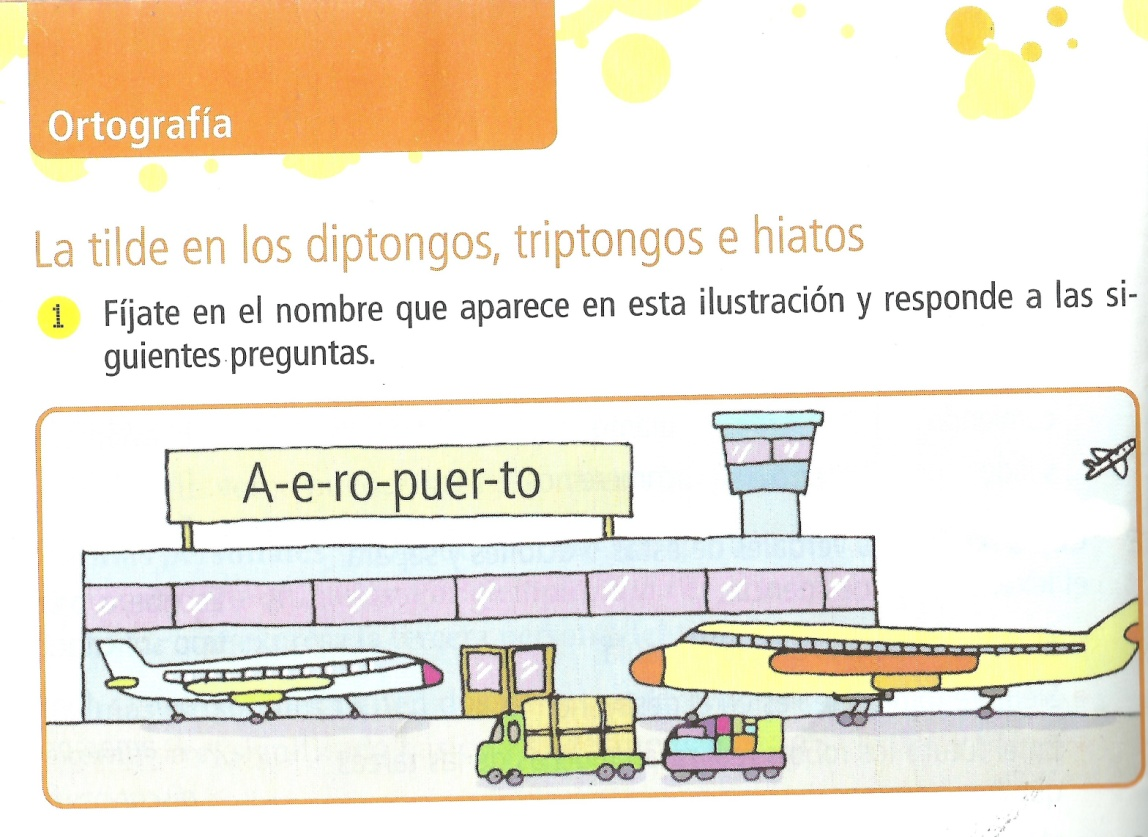 Ortografía
La tilde en los diptongos, triptongos e hiatos
1 Fíjate en el nombre que aparece en esta ilustración y responde a las si-
guientes preguntas.
A-e-ro-puer-to